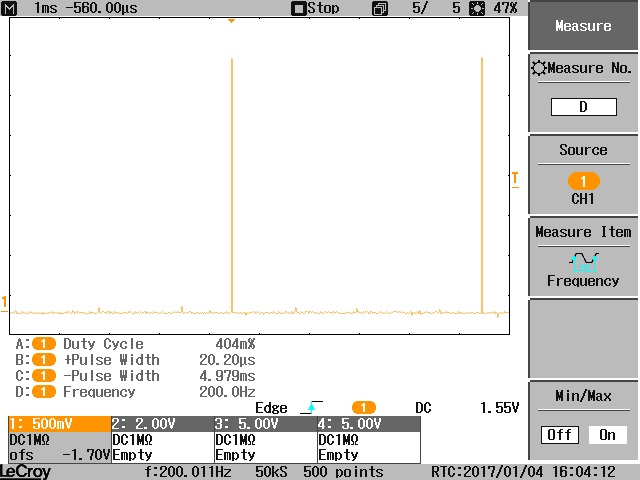 M 1ms -560.00µs Stop 5/ 5 47%
Measure
Measure No.
D
Source
1
CH1
T
Measure Item
Frequency
1
A: 1 Duty Cycle 404m%
B: 1 +Pulse Width 20.20µs
C: 1 -Pulse Width 4.979ms
D: 1 Frequency 200.0Hz
Min/Max
Off On
Edge 1 DC 1.55V
1: 500mV 2: 2.00V 3: 5.00V 4: 5.00V
DC1MΩ DC1MΩ DC1MΩ DC1MΩ
ofs -1.70V Empty Empty Empty
LeCroy f:200.011Hz 50kS 500 points RTC:2017/01/04 16:04:12